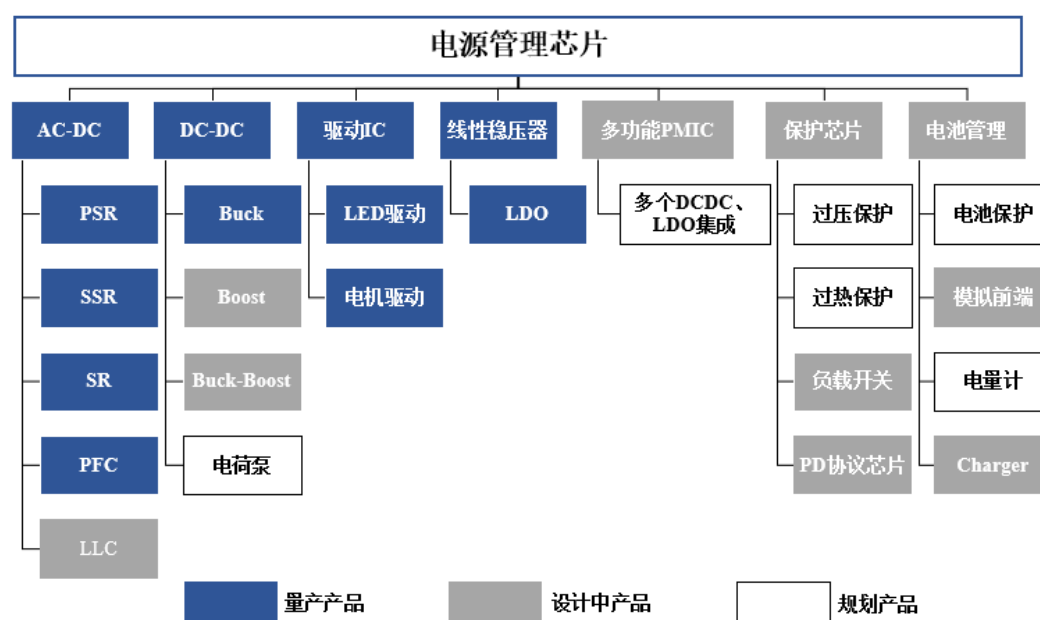 电源管理芯片
AC-DC
DC-DC
驱动IC
线性稳压器
多功能PMIC
保护芯片
电池管理
PSR
Buck
LED驱动
LDO
多个DCDC、
LDO集成
过压保护
电池保护
SSR
Boost
电机驱动
过热保护
模拟前端
SR
Buck-Boost
负载开关
电量计
PFC
电荷泵
PD协议芯片
Charger
LLC
量产产品
设计中产品
规划产品